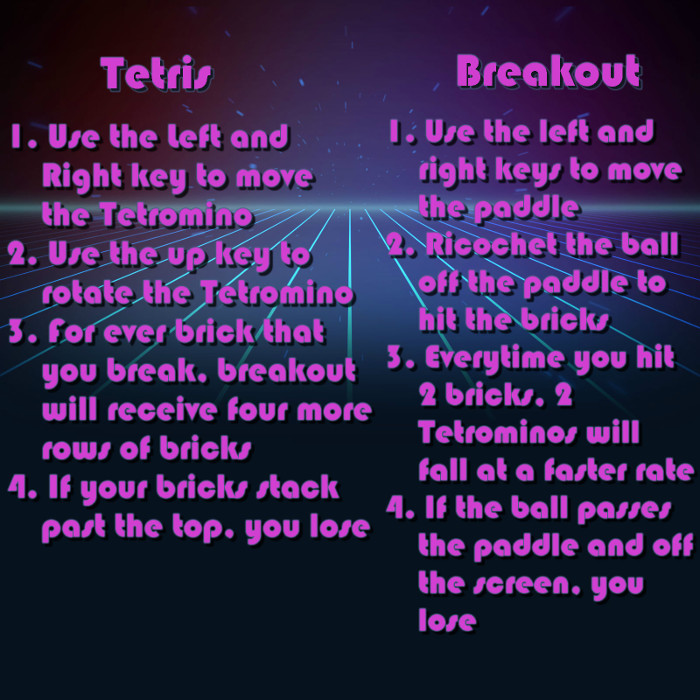 Tetris
1. Use the Left and
Right key to move
the Tetromino
2. Use the up key to
rotate the Tetromino
3. For ever brick that
you break, breakout
will receive four more
rows of bricks
4. If your bricks stack
past the top, you lose
Breakout
1. Use the left and
right keys to move
the paddle
2. Ricochet the ball
off the paddle to
hit the bricks
3. Everytime you hit
2 bricks, 2
Tetrominos will
fall at a faster rate
4. If the ball passes
the paddle and off
the screen, you
lose